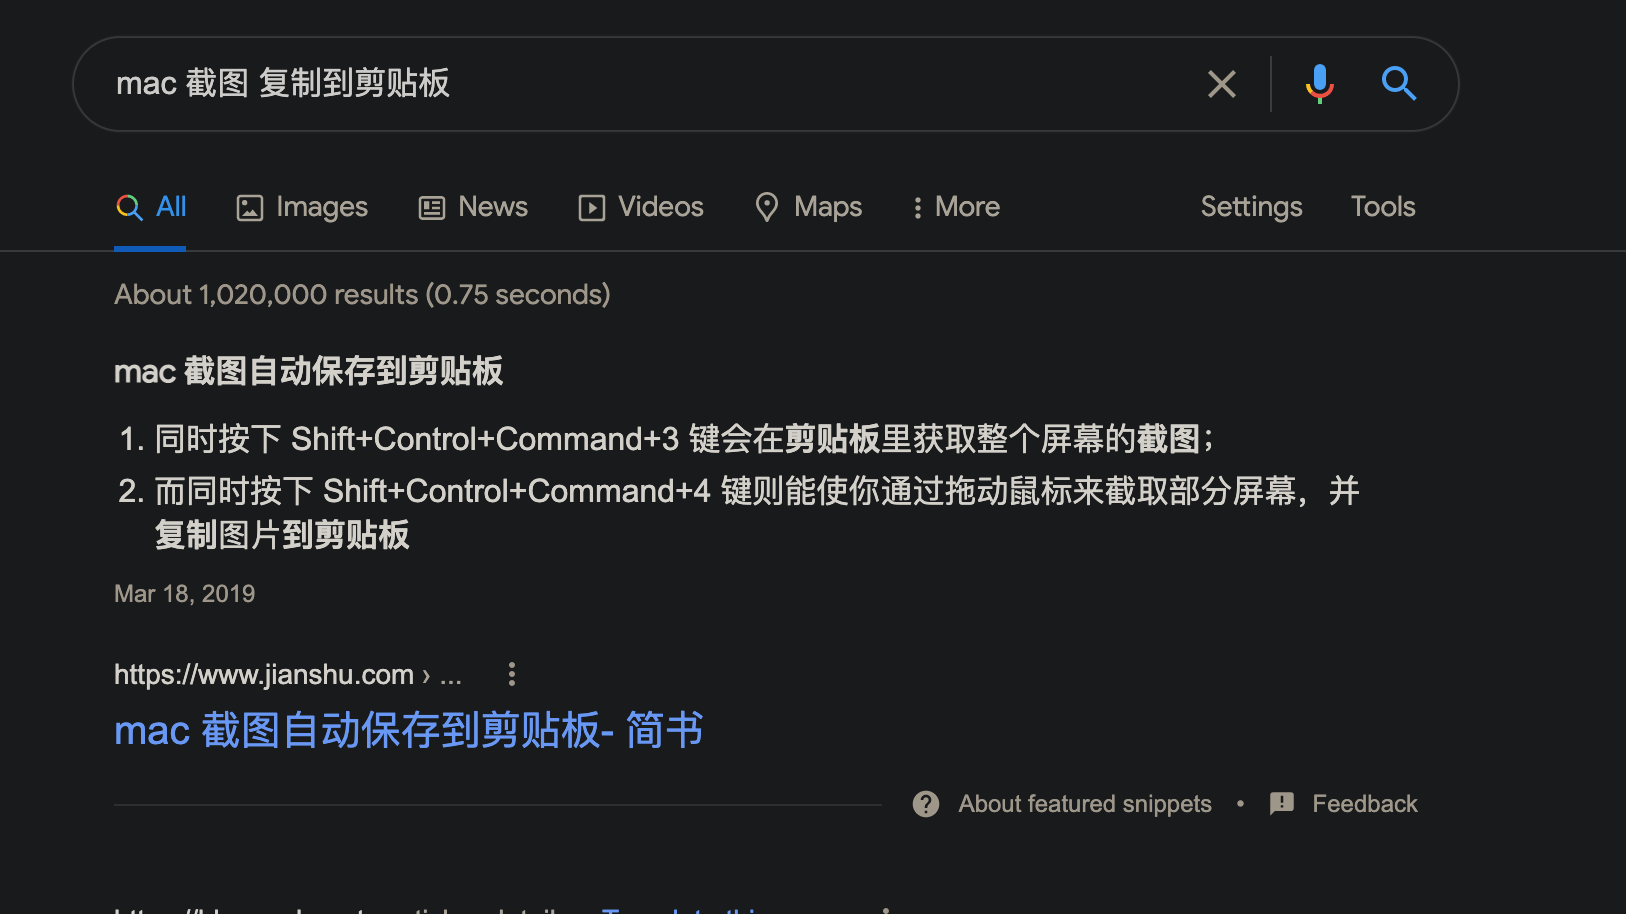 mac 截图 复制到剪贴板
All Images News Videos Maps More Settings Tools
About 1,020,000 results (0.75 seconds)
mac 截图自动保存到剪贴板
1. 同时按下 Shift+Control+Command+3 键会在剪贴板里获取整个屏幕的截图；
2. 而同时按下 Shift+Control+Command+4 键则能使你通过拖动鼠标来截取部分屏幕，并
复制图片到剪贴板
Mar 18, 2019
https://www.jianshu.com › ...
mac 截图自动保存到剪贴板- 简书
About featured snippets • Feedback